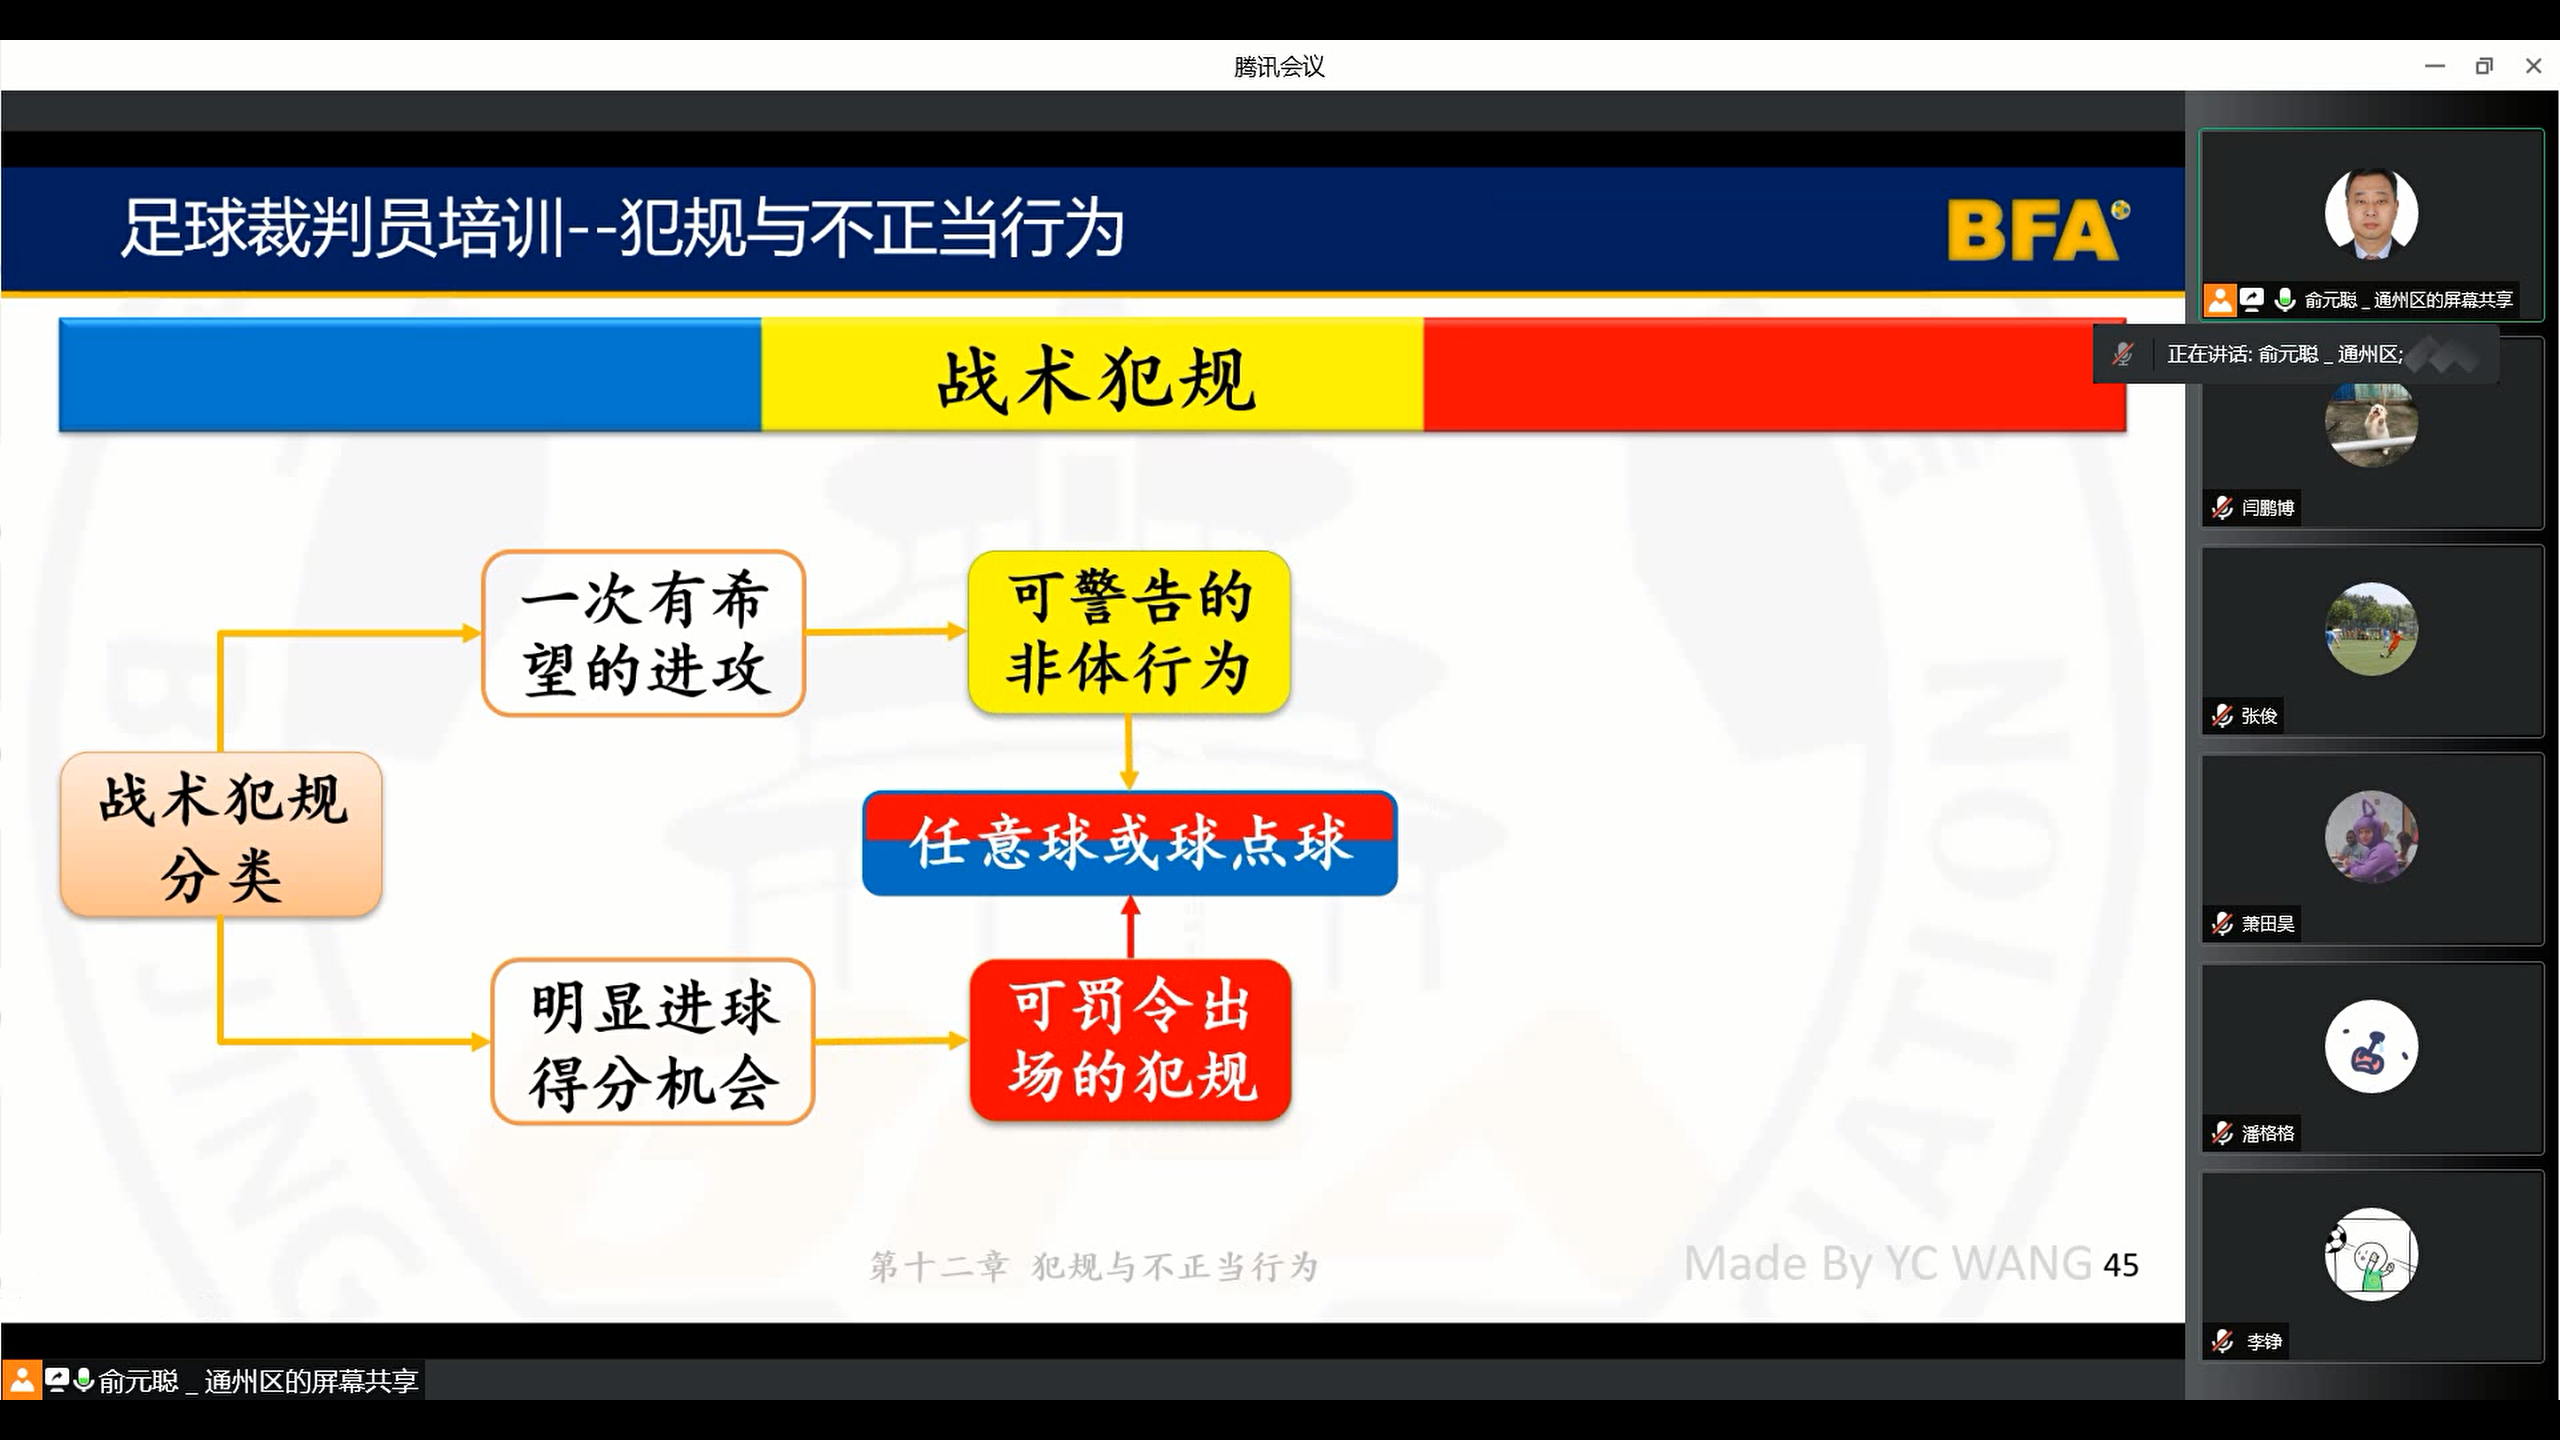 腾讯会议
足球裁判员培训--犯规与不正当行为
BFA
战术犯规
一次有希
望的进攻
可警告的
非体行为
战术犯规
分类
任意球或球点球
明显进球
得分机会
可罚令出
场的犯规
第十二章 犯规与不正当行为
Made By YC WANG 45
俞元聪_通州区的屏幕共享
俞元聪_通州区的屏幕共享
正在讲话: 俞元聪_通州区;
闫鹏博
张俊
萧田昊
潘格格
李铮